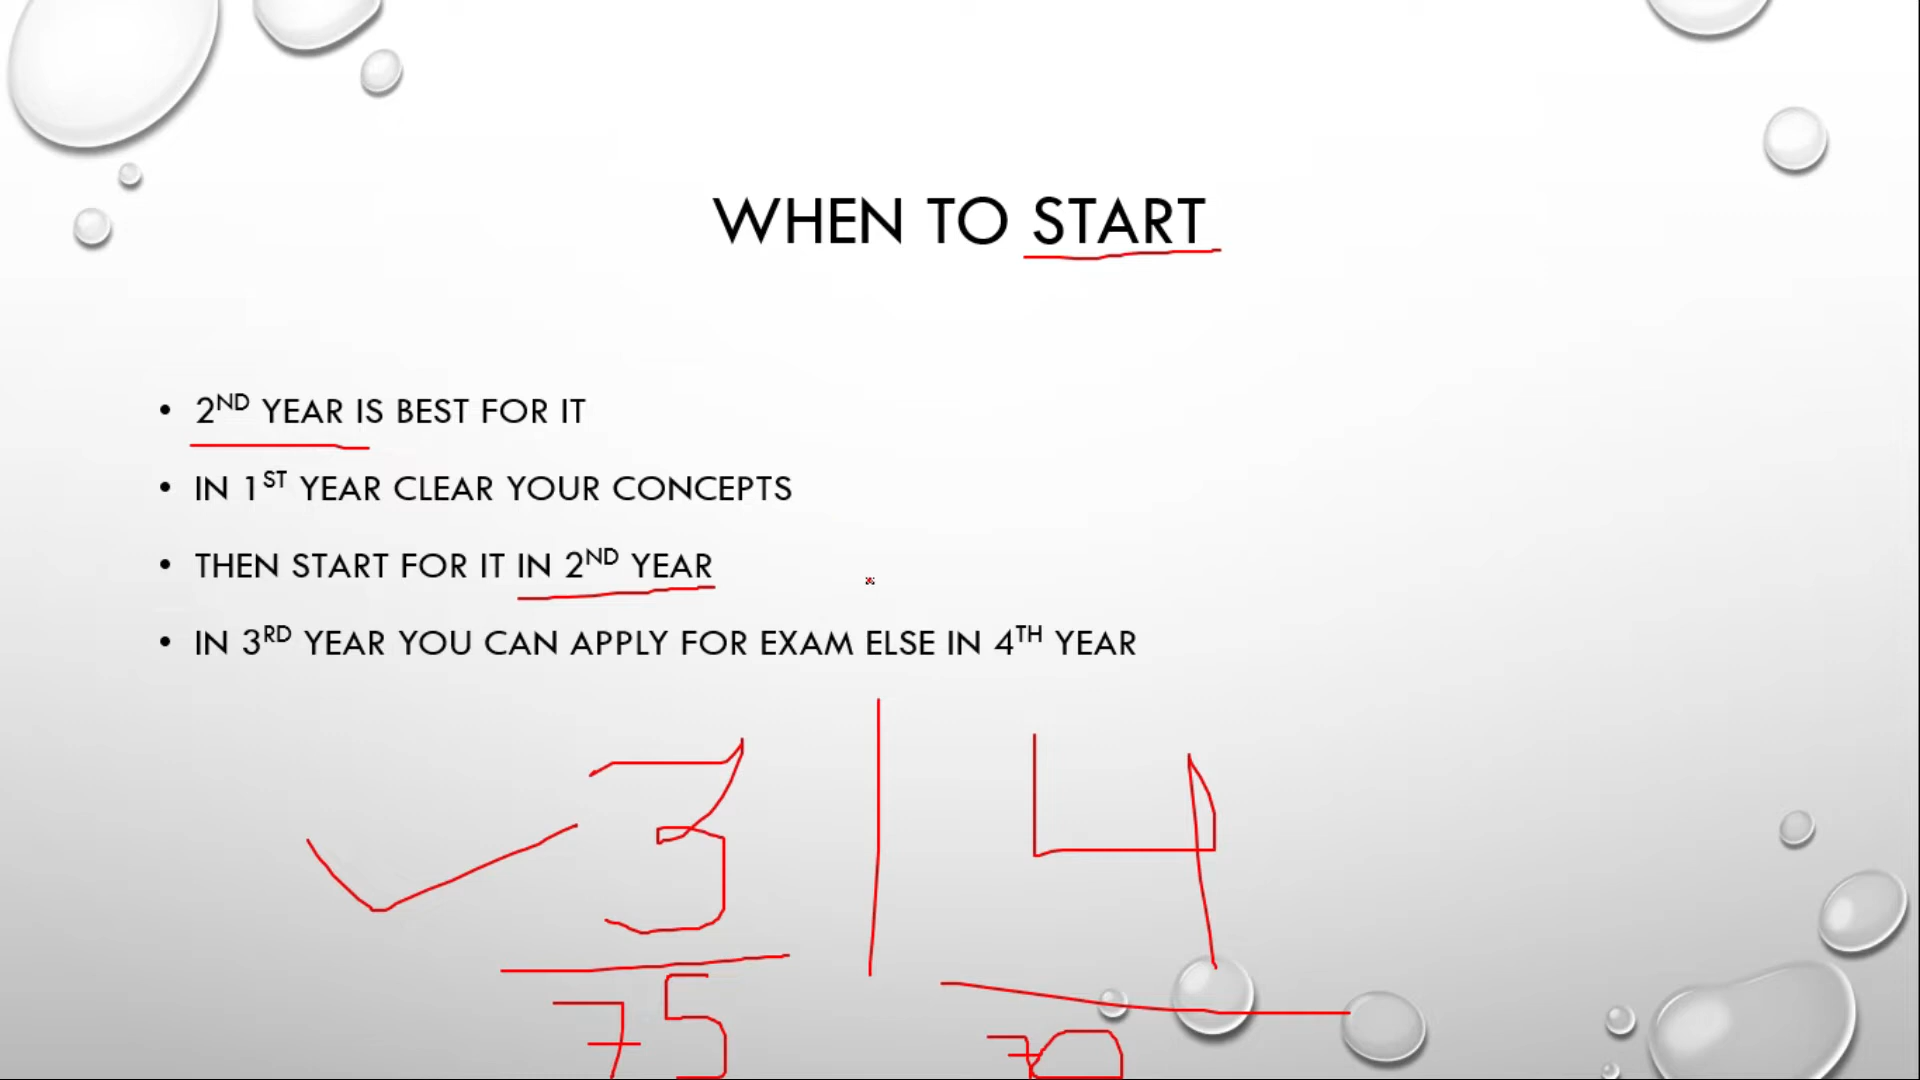 WHEN TO START
• 2ND YEAR IS BEST FOR IT
• IN 1ST YEAR CLEAR YOUR CONCEPTS
• THEN START FOR IT IN 2ND YEAR
• IN 3RD YEAR YOU CAN APPLY FOR EXAM ELSE IN 4TH YEAR
3 | 4
75 70